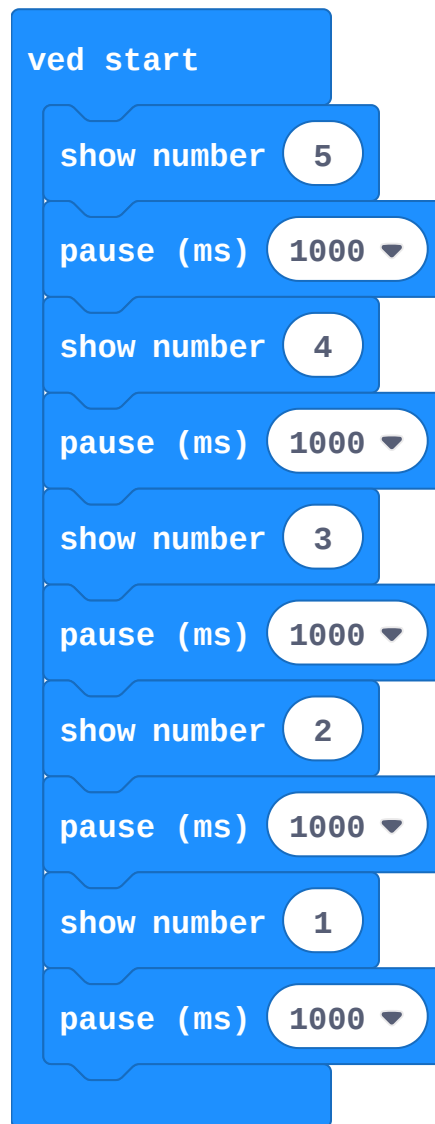 ved start
show number 5
pause (ms) 1000
show number 4
pause (ms) 1000
show number 3
pause (ms) 1000
show number 2
pause (ms) 1000
show number 1
pause (ms) 1000